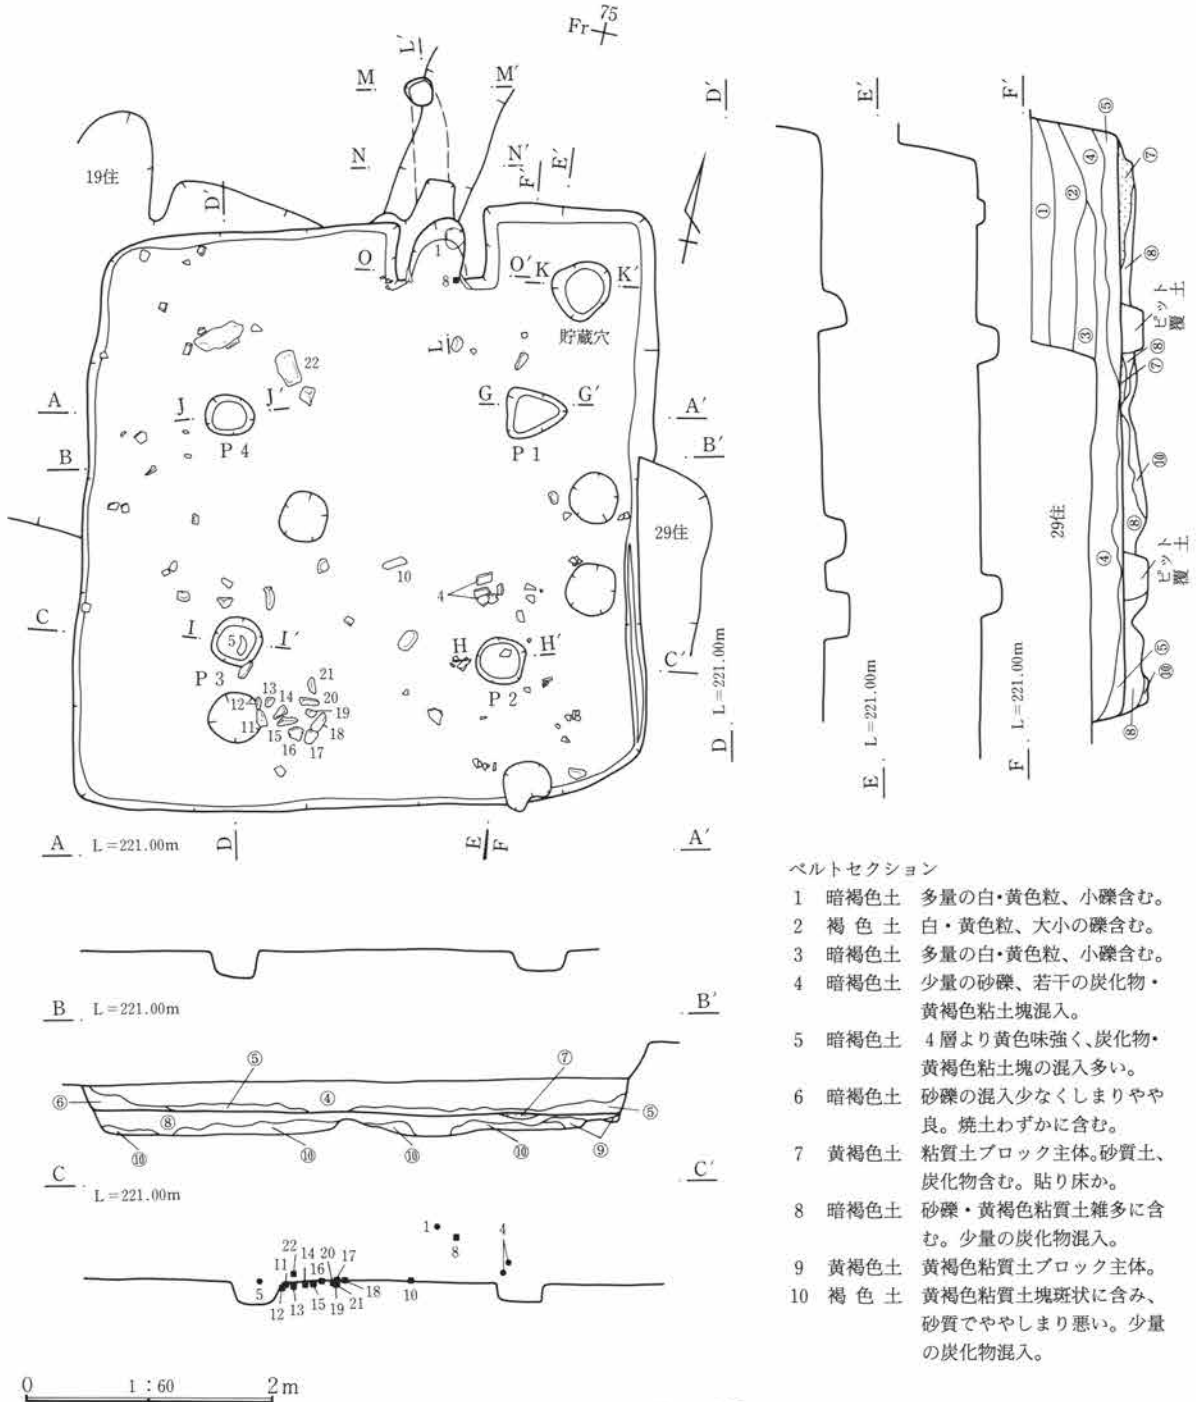 Fr 75
L'
M
M'
N
N'
F'
E'
D'
19住
O
O'
K
K'
1
8
貯蔵穴
L
22
J
J'
G
G'
A
A'
P 4
P 1
B
B'
29住
10
4
C
C'
I
I'
5
H
H'
P 3
P 2
21
13
14
20
12
19
11
18
15
16
17
D
E
F
D'
E'
F'
⑤
④
⑦
②
①
⑧
③
ピット覆土
⑧
⑦
⑩
29住
④
⑧
ピット覆土
⑤
⑩
⑧
D L=221.00m
E L=221.00m
F L=221.00m
A L=221.00m A'
B L=221.00m B'
⑤
⑦
④
⑥
⑤
⑧
⑩
⑩
⑩
⑩
⑨
C L=221.00m C'
1
8
4
22
14 20 17
11
16
5
12
13
15
19
21
18
10
0 1:60 2m
ベルトセクション
1 暗褐色土 多量の白・黄色粒、小礫含む。
2 褐色土 白・黄色粒、大小の礫含む。
3 暗褐色土 多量の白・黄色粒、小礫含む。
4 暗褐色土 少量の砂礫、若干の炭化物・
黄褐色粘土塊混入。
5 暗褐色土 4層より黄色味強く、炭化物・
黄褐色粘土塊の混入多い。
6 暗褐色土 砂礫の混入少なくしまりやや
良。焼土わずかに含む。
7 黄褐色土 粘質土ブロック主体。砂質土、
炭化物含む。貼り床か。
8 暗褐色土 砂礫・黄褐色粘質土雑多に含
む。少量の炭化物混入。
9 黄褐色土 黄褐色粘質土ブロック主体。
10 褐色土 黄褐色粘質土塊斑状に含み、
砂質でややしまり悪い。少量
の炭化物混入。